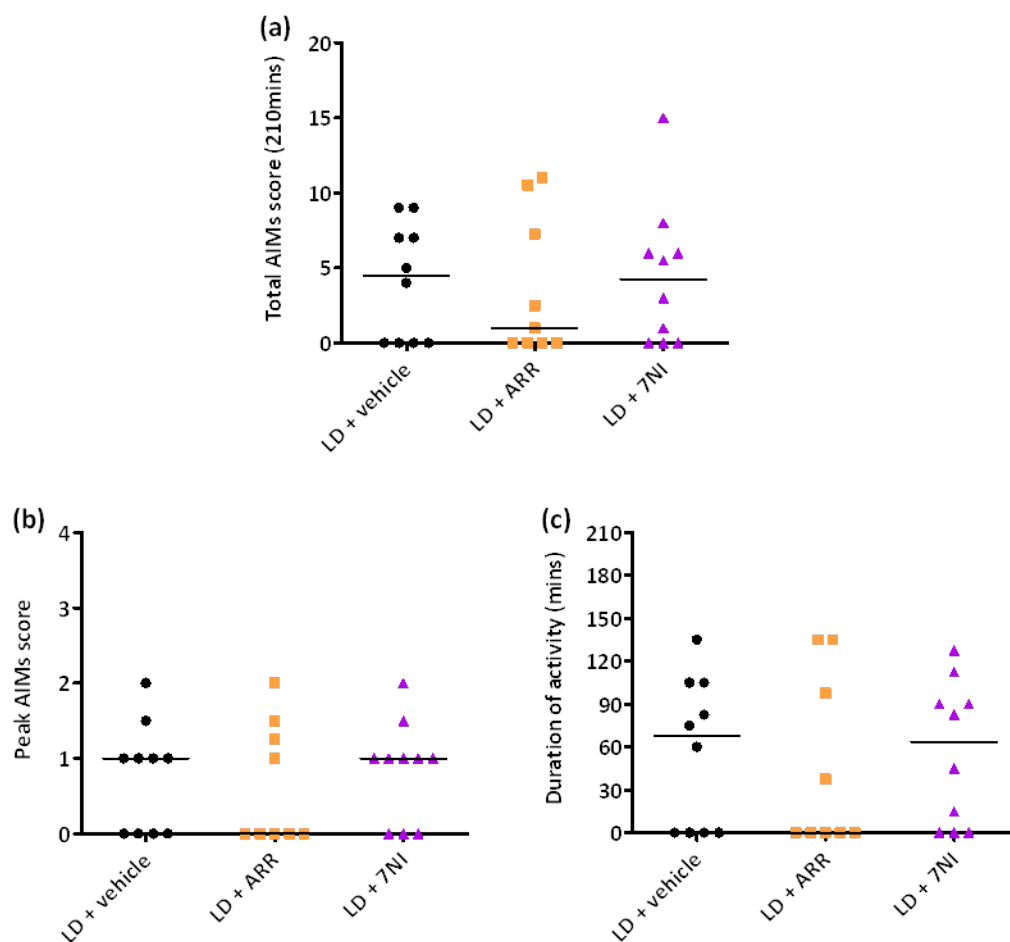 (a)
Total AIMs score (210mins)
20
15
10
5
0
LD + vehicle
LD + ARR
LD + 7NI
(b)
Peak AIMs score
4
3
2
1
0
LD + vehicle
LD + ARR
LD + 7NI
(c)
Duration of activity (mins)
210
180
150
120
90
60
30
0
LD + vehicle
LD + ARR
LD + 7NI